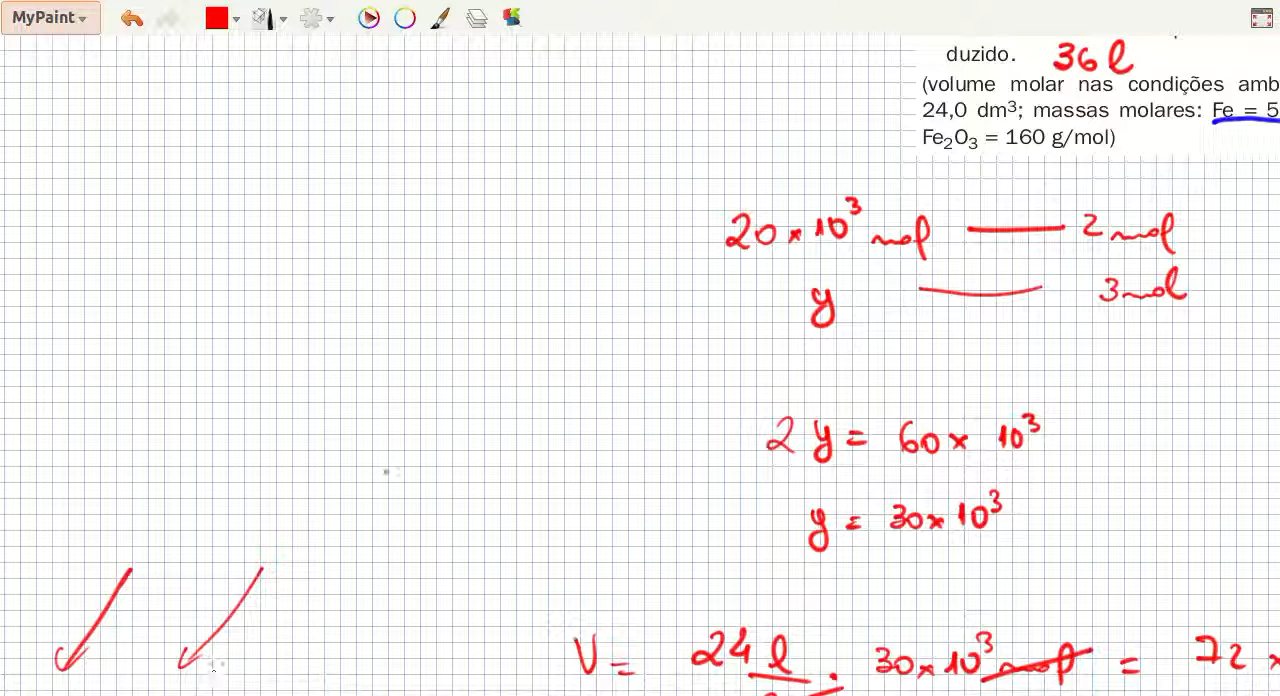 MyPaint
duzido. 36 l
(volume molar nas condições amb
24,0 dm³; massas molares: Fe = 5
Fe₂O₃ = 160 g/mol)
20 × 10³ mol — 2 mol
y — 3 mol
2 y = 60 × 10³
y = 30 × 10³
V = 24 l . 30 × 10³ mol = 72 ×